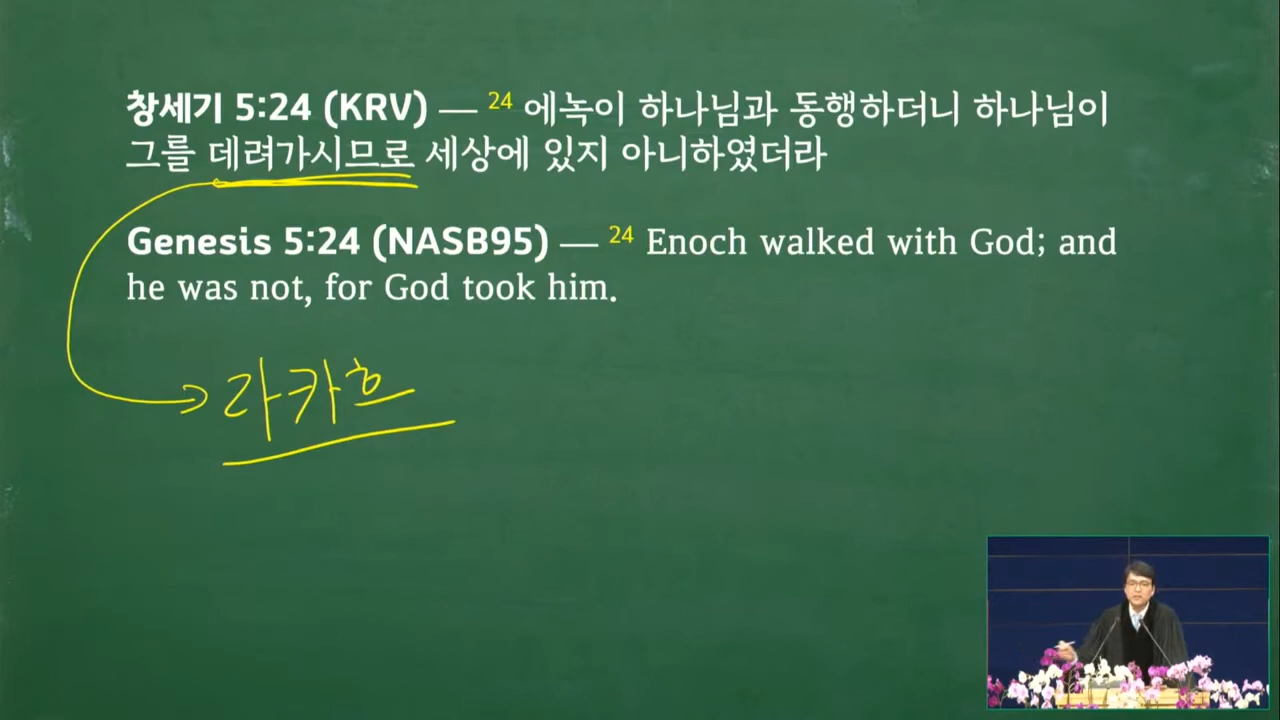 창세기 5:24 (KRV) — 24 에녹이 하나님과 동행하더니 하나님이
그를 데려가시므로 세상에 있지 아니하였더라
Genesis 5:24 (NASB95) — 24 Enoch walked with God; and
he was not, for God took him.
라카흐